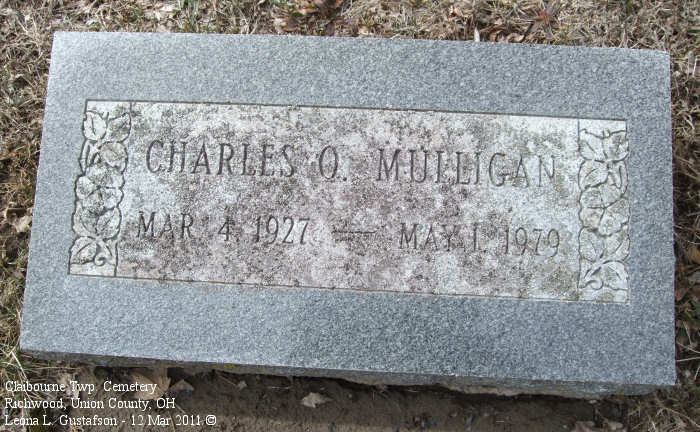 CHARLES O. MULLIGAN
MAR. 4, 1927 — MAY 1, 1979
Claibourne Twp. Cemetery
Richwood, Union County, OH
Leona L. Gustafson - 12 Mar 2011 ©